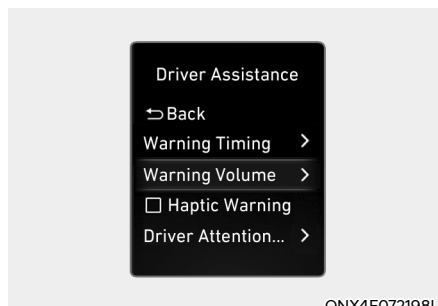 Driver Assistance
Back
Warning Timing
Warning Volume
Haptic Warning
Driver Attention...